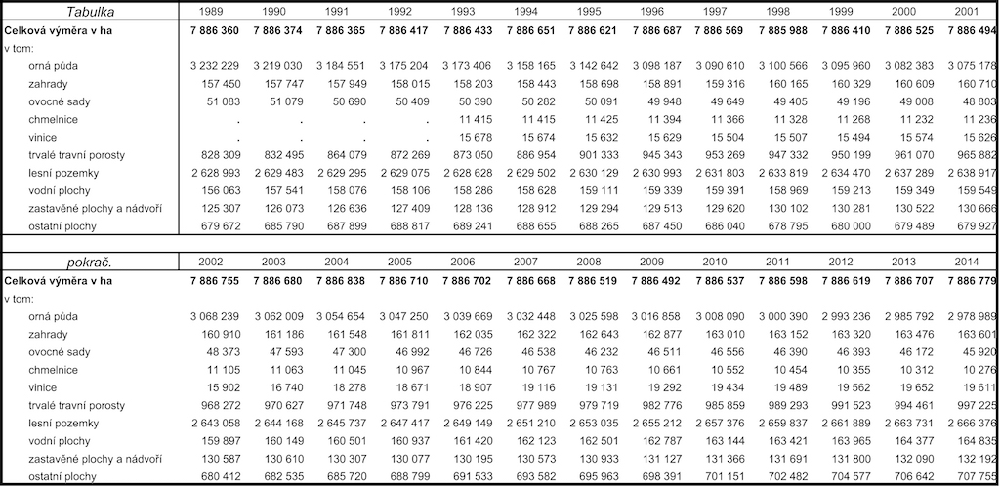 Tabulka 1989 1990 1991 1992 1993 1994 1995 1996 1997 1998 1999 2000 2001
Celková výměra v ha 7 886 360 7 886 374 7 886 365 7 886 417 7 886 433 7 886 651 7 886 621 7 886 687 7 886 569 7 885 988 7 886 410 7 886 525 7 886 494
v tom:
orná půda 3 232 229 3 219 030 3 184 551 3 175 204 3 173 406 3 158 165 3 142 642 3 098 187 3 090 610 3 100 566 3 095 960 3 082 383 3 075 178
zahrady 157 450 157 747 157 949 158 015 158 203 158 443 158 698 158 891 159 316 160 165 160 329 160 609 160 710
ovocné sady 51 083 51 079 50 690 50 409 50 390 50 282 50 091 49 948 49 649 49 405 49 196 49 008 48 803
chmelnice . . . . 11 415 11 415 11 425 11 394 11 366 11 328 11 268 11 232 11 236
vinice . . . . 15 678 15 674 15 632 15 629 15 504 15 507 15 494 15 574 15 626
trvalé travní porosty 828 309 832 495 864 079 872 269 873 050 886 954 901 333 945 343 953 269 947 332 950 199 961 070 965 882
lesní pozemky 2 628 993 2 629 483 2 629 295 2 629 075 2 628 628 2 629 502 2 630 129 2 630 993 2 631 803 2 633 819 2 634 470 2 637 289 2 638 917
vodní plochy 156 063 157 541 158 076 158 106 158 286 158 628 159 111 159 339 159 391 158 969 159 213 159 349 159 549
zastavěné plochy a nádvoří 125 307 126 073 126 636 127 409 128 136 128 912 129 294 129 513 129 620 130 102 130 281 130 522 130 666
ostatní plochy 679 672 685 790 687 899 688 817 689 241 688 655 688 265 687 450 686 040 678 795 680 000 679 489 679 927
pokrač. 2002 2003 2004 2005 2006 2007 2008 2009 2010 2011 2012 2013 2014
Celková výměra v ha 7 886 755 7 886 680 7 886 838 7 886 710 7 886 702 7 886 668 7 886 519 7 886 492 7 886 537 7 886 598 7 886 619 7 886 707 7 886 779
v tom:
orná půda 3 068 239 3 062 009 3 054 654 3 047 250 3 039 669 3 032 448 3 025 598 3 016 858 3 008 090 3 000 390 2 993 236 2 985 792 2 978 989
zahrady 160 910 161 186 161 548 161 811 162 035 162 322 162 643 162 877 163 010 163 152 163 320 163 476 163 601
ovocné sady 48 373 47 593 47 300 46 992 46 726 46 538 46 232 46 511 46 556 46 390 46 393 46 172 45 920
chmelnice 11 105 11 063 11 045 10 967 10 844 10 767 10 763 10 661 10 552 10 454 10 355 10 312 10 276
vinice 15 902 16 740 18 278 18 671 18 907 19 116 19 131 19 292 19 434 19 489 19 562 19 652 19 611
trvalé travní porosty 968 272 970 627 971 748 973 791 976 225 977 989 979 719 982 776 985 859 989 293 991 523 994 461 997 225
lesní pozemky 2 643 058 2 644 168 2 645 737 2 647 417 2 649 149 2 651 210 2 653 035 2 655 212 2 657 376 2 659 837 2 661 889 2 663 731 2 666 376
vodní plochy 159 897 160 149 160 501 160 937 161 420 162 123 162 501 162 787 163 144 163 421 163 965 164 377 164 835
zastavěné plochy a nádvoří 130 587 130 610 130 307 130 077 130 195 130 573 130 933 131 127 131 366 131 691 131 800 132 090 132 192
ostatní plochy 680 412 682 535 685 720 688 799 691 533 693 582 695 963 698 391 701 151 702 482 704 577 706 642 707 755